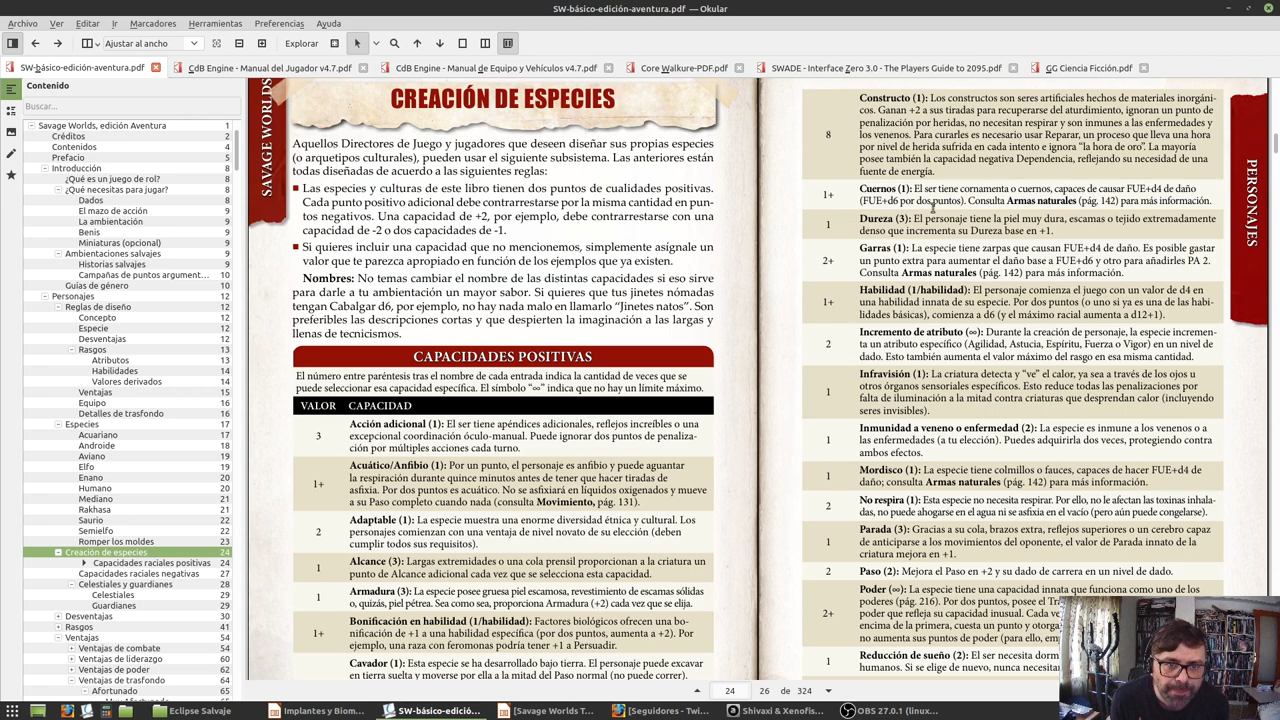 SW-básico-edición-aventura.pdf — Okular
Archivo Ver Editar Ir Marcadores Herramientas Preferencias Ayuda
Ajustar al ancho Explorar
SW-básico-edición-aventura.pdf CdB Engine - Manual del Jugador v4.7.pdf CdB Engine - Manual de Equipo y Vehículos v4.7.pdf Core Walkure-PDF.pdf SWADE - Interface Zero 3.0 - The Players Guide to 2095.pdf GG Ciencia Ficción.pdf
Contenido
Buscar...
Savage Worlds, edición Aventura 1
Créditos 2
Contenidos 4
Prefacio 5
Introducción 8
¿Qué es un juego de rol? 8
¿Qué necesitas para jugar? 8
Dados 8
El mazo de acción 9
La ambientación 9
Benis 9
Miniaturas (opcional) 9
Ambientaciones salvajes 9
Historias salvajes 9
Campañas de puntos argument... 10
Guías de género 10
Personajes 12
Reglas de diseño 12
Concepto 12
Especie 12
Desventajas 12
Rasgos 13
Atributos 13
Habilidades 13
Valores derivados 14
Ventajas 15
Equipo 16
Detalles de trasfondo 16
Especies 17
Acuariano 17
Androide 18
Aviano 19
Elfo 19
Enano 20
Humano 20
Mediano 21
Rakhasa 21
Saurio 22
Semielfo 22
Romper los moldes 23
Creación de especies 24
Capacidades raciales positivas 24
Capacidades raciales negativas 27
Celestiales y guardianes 28
Celestiales 29
Guardianes 29
Desventajas 30
Rasgos 41
Ventajas 54
Ventajas de combate 54
Ventajas de liderazgo 60
Ventajas de poder 62
Ventajas de trasfondo 64
Afortunado 65
SAVAGE WORLDS
CREACIÓN DE ESPECIES
Aquellos Directores de Juego y jugadores que deseen diseñar sus propias especies
(o arquetipos culturales), pueden usar el siguiente subsistema. Las anteriores están
todas diseñadas de acuerdo a las siguientes reglas:
Las especies y culturas de este libro tienen dos puntos de cualidades positivas.
Cada punto positivo adicional debe contrarrestarse por la misma cantidad en pun-
tos negativos. Una capacidad de +2, por ejemplo, debe contrarrestarse con una
capacidad de -2 o dos capacidades de -1.
Si quieres incluir una capacidad que no mencionemos, simplemente asígnale un
valor que te parezca apropiado en función de los ejemplos que ya existen.
Nombres: No temas cambiar el nombre de las distintas capacidades si eso sirve
para darle a tu ambientación un mayor sabor. Si quieres que tus jinetes nómadas
tengan Cabalgar d6, por ejemplo, no hay nada malo en llamarlo “Jinetes natos”. Son
preferibles las descripciones cortas y que despierten la imaginación a las largas y
llenas de tecnicismos.
CAPACIDADES POSITIVAS
El número entre paréntesis tras el nombre de cada entrada indica la cantidad de veces que se
puede seleccionar esa capacidad específica. El símbolo “∞” indica que no hay un límite máximo.
VALOR CAPACIDAD
Acción adicional (1): El ser tiene apéndices adicionales, reflejos increíbles o una
3 excepcional coordinación óculo-manual. Puede ignorar dos puntos de penaliza-
ción por múltiples acciones cada turno.
Acuático/Anfibio (1): Por un punto, el personaje es anfibio y puede aguantar
la respiración durante quince minutos antes de tener que hacer tiradas de
1+ asfixia. Por dos puntos es acuático. No se asfixiará en líquidos oxigenados y mueve
a su Paso completo cuando nada (consulta Movimiento, pág. 131).
Adaptable (1): La especie muestra una enorme diversidad étnica y cultural. Los
2 personajes comienzan con una ventaja de nivel novato de su elección (deben
cumplir todos sus requisitos).
1 Alcance (3): Largas extremidades o una cola prensil proporcionan a la criatura un
punto de Alcance adicional cada vez que se selecciona esta capacidad.
1 Armadura (3): La especie posee gruesa piel escamosa, revestimiento de escamas sólidas
o, quizás, piel pétrea. Sea como sea, proporciona Armadura (+2) cada vez que se elija.
Bonificación en habilidad (1/habilidad): Factores biológicos ofrecen una bo-
1+ nificación de +1 a una habilidad específica (por dos puntos, aumenta a +2). Por
ejemplo, una raza con feromonas podría tener +1 a Persuadir.
Cavador (1): Esta especie se ha desarrollado bajo tierra. El personaje puede excavar
en tierra suelta y moverse por ella a la mitad del Paso normal (no puede correr).
Constructo (1): Los constructos son seres artificiales hechos de materiales inorgáni-
cos. Ganan +2 a sus tiradas para recuperarse del aturdimiento, ignoran un punto de
penalización por heridas, no necesitan respirar y son inmunes a las enfermedades y
8 los venenos. Para curarles es necesario usar Reparar, un proceso que lleva una hora
por nivel de herida sufrida en cada intento e ignora “la hora de oro”. La mayoría
posee también la capacidad negativa Dependencia, reflejando su necesidad de una
fuente de energía.
1+ Cuernos (1): El ser tiene cornamenta o cuernos, capaces de causar FUE+d4 de daño
(FUE+d6 por dos puntos). Consulta Armas naturales (pág. 142) para más información.
1 Dureza (3): El personaje tiene la piel muy dura, escamas o tejido extremadamente
denso que incrementa su Dureza base en +1.
Garras (1): La especie tiene zarpas que causan FUE+d4 de daño. Es posible gastar
2+ un punto extra para aumentar el daño base a FUE+d6 y otro para añadirles PA 2.
Consulta Armas naturales (pág. 142) para más información.
Habilidad (1/habilidad): El personaje comienza el juego con un valor de d4 en
1+ una habilidad innata de su especie. Por dos puntos (o uno si ya es una de las habi-
lidades básicas), comienza a d6 (y el máximo racial aumenta a d12+1).
Incremento de atributo (∞): Durante la creación de personaje, la especie incremen-
2 ta un atributo específico (Agilidad, Astucia, Espíritu, Fuerza o Vigor) en un nivel de
dado. Esto también aumenta el valor máximo del rasgo en esa misma cantidad.
Infravisión (1): La criatura detecta y “ve” el calor, ya sea a través de los ojos u
1 otros órganos sensoriales específicos. Esto reduce todas las penalizaciones por
falta de iluminación a la mitad contra criaturas que desprendan calor (incluyendo
seres invisibles).
Inmunidad a veneno o enfermedad (2): La especie es inmune a los venenos o a
1 las enfermedades (a tu elección). Puedes adquirirla dos veces, protegiendo contra
ambos efectos.
1 Mordisco (1): La especie tiene colmillos o fauces, capaces de hacer FUE+d4 de
daño; consulta Armas naturales (pág. 142) para más información.
2 No respira (1): Esta especie no necesita respirar. Por ello, no le afectan las toxinas inhala-
das, no puede ahogarse en el agua ni se asfixia en el vacío (pero aún puede congelarse).
Parada (3): Gracias a su cola, brazos extra, reflejos superiores o un cerebro capaz
1 de anticiparse a los movimientos del oponente, el valor de Parada innato de la
criatura mejora en +1.
2 Paso (2): Mejora el Paso en +2 y su dado de carrera en un nivel de dado.
Poder (∞): La especie tiene una capacidad innata que funciona como uno de los
poderes (pág. 216). Por dos puntos, posee el
2+ poder que refleja su capacidad inusual. Cada
encima de la primera, cuesta un punto y otorga
no aumenta sus puntos de poder (para ello,
1 Reducción de sueño (2): El ser necesita dorm
humanos. Si se elige de nuevo, nunca necesita
PERSONAJES
24 26 de 324
Eclipse Salvaje Implantes y Biom... SW-básico-edició... [Savage Worlds T... [Seguidores - Twi... Shivaxi & Xenofis... OBS 27.0.1 (linux...